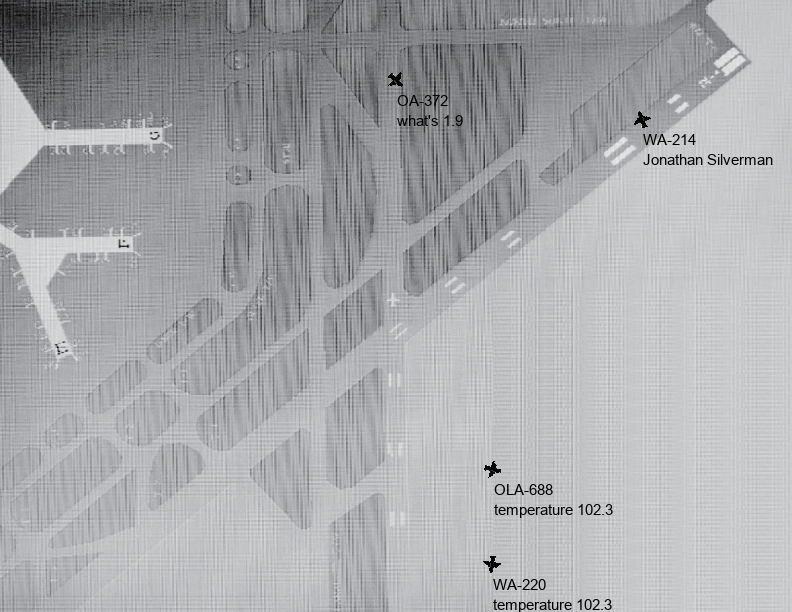 OA-372
what's 1.9
WA-214
Jonathan Silverman
G
F
E
OLA-688
temperature 102.3
WA-220
temperature 102.3